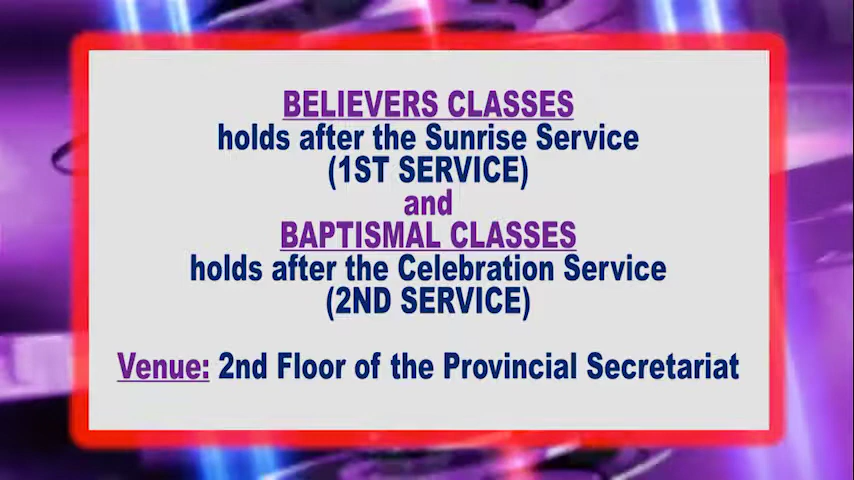 BELIEVERS CLASSES
holds after the Sunrise Service
(1ST SERVICE)
and
BAPTISMAL CLASSES
holds after the Celebration Service
(2ND SERVICE)
Venue: 2nd Floor of the Provincial Secretariat